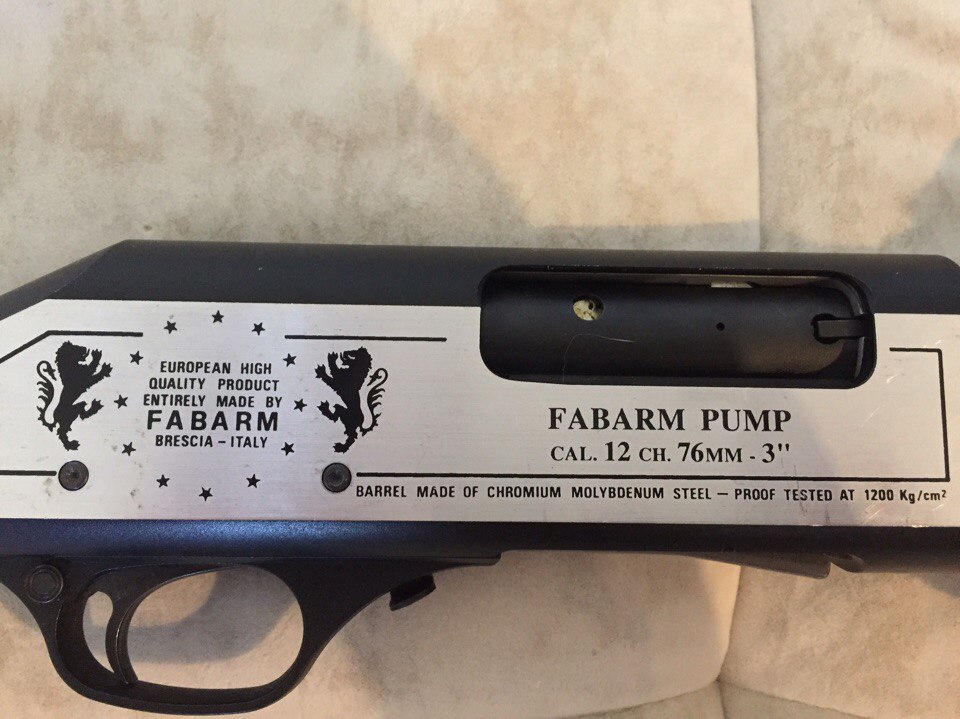 EUROPEAN HIGH
QUALITY PRODUCT
ENTIRELY MADE BY
FABARM
BRESCIA – ITALY
FABARM PUMP
CAL. 12 CH. 76MM - 3"
BARREL MADE OF CHROMIUM MOLYBDENUM STEEL — PROOF TESTED AT 1200 Kg/cm²